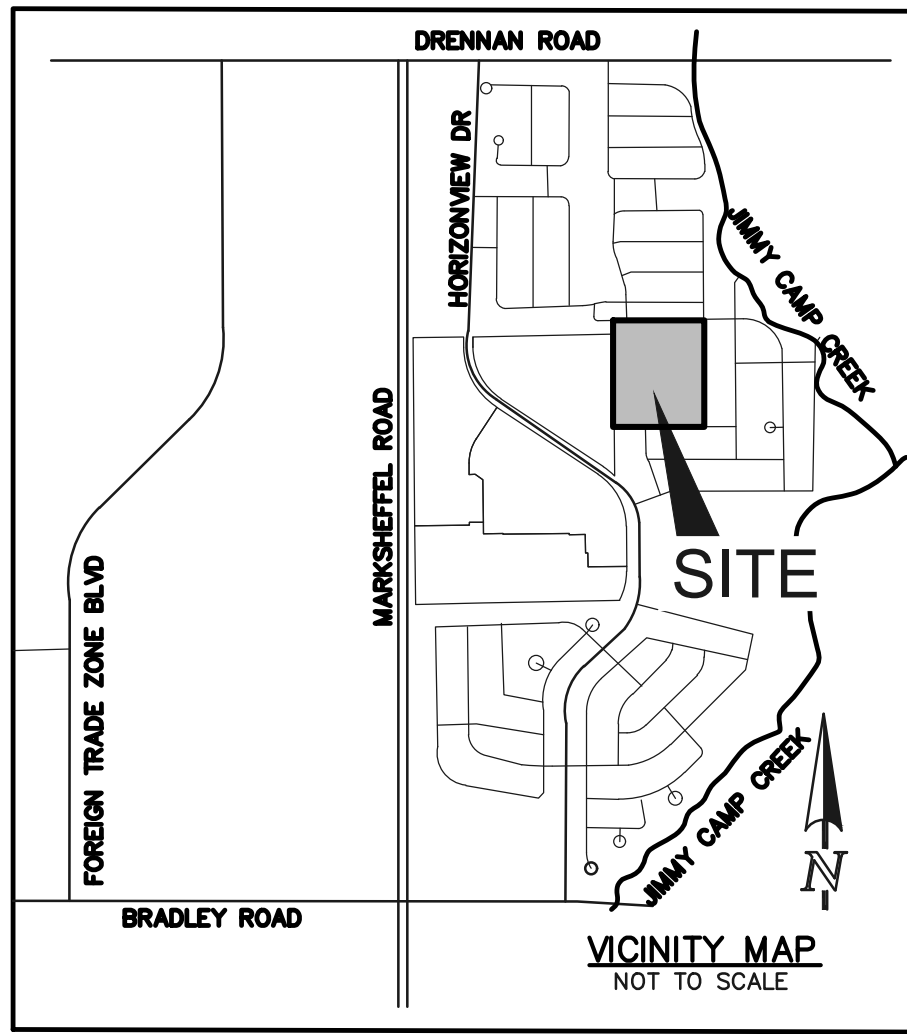 DRENNAN ROAD
HORIZONVIEW DR
JIMMY CAMP CREEK
MARKSHEFFEL ROAD
SITE
FOREIGN TRADE ZONE BLVD
JIMMY CAMP CREEK
N
BRADLEY ROAD
VICINITY MAP
NOT TO SCALE